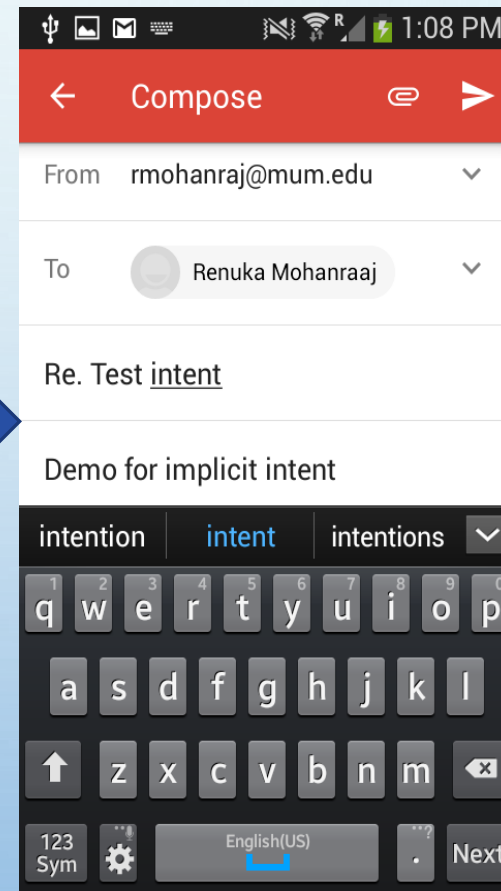 R 1:08 PM
Compose
From rmohanraj@mum.edu
To Renuka Mohanraaj
Re. Test intent
Demo for implicit intent
intention intent intentions
1 2 3 4 5 6 7 8 9 0
q w e r t y u i o p
a s d f g h j k l
z x c v b n m
123 English(US) ...?
Sym . Next